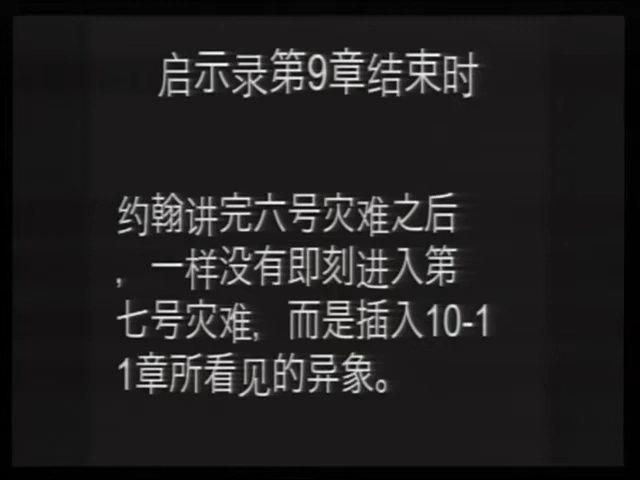 启示录第9章结束时
约翰讲完六号灾难之后
，一样没有即刻进入第
七号灾难，而是插入10-1
1章所看见的异象。